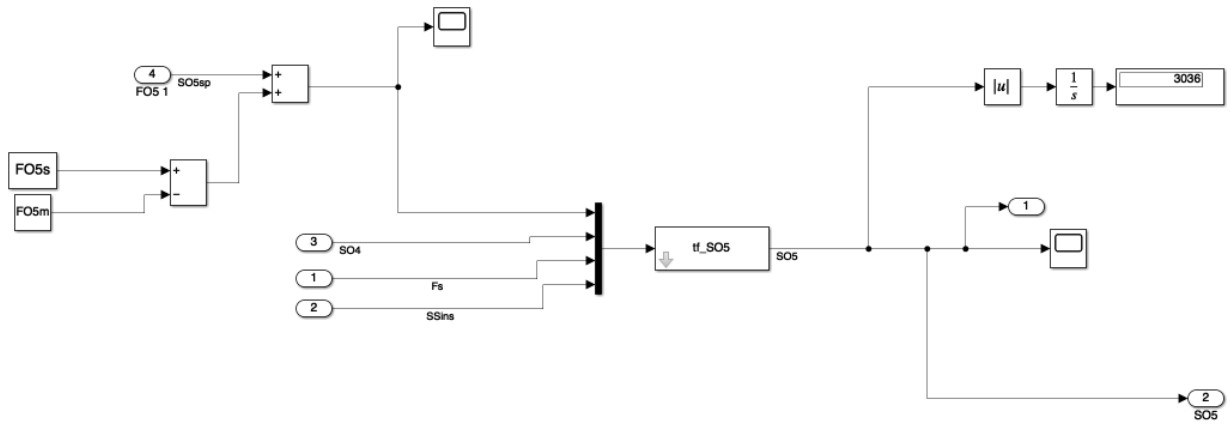 4
FO5 1
SO5sp
+
+
FO5s
FO5m
+
−
3
SO4
1
Fs
2
SSins
tf_SO5
SO5
|u|
1
s
3036
1
2
SO5